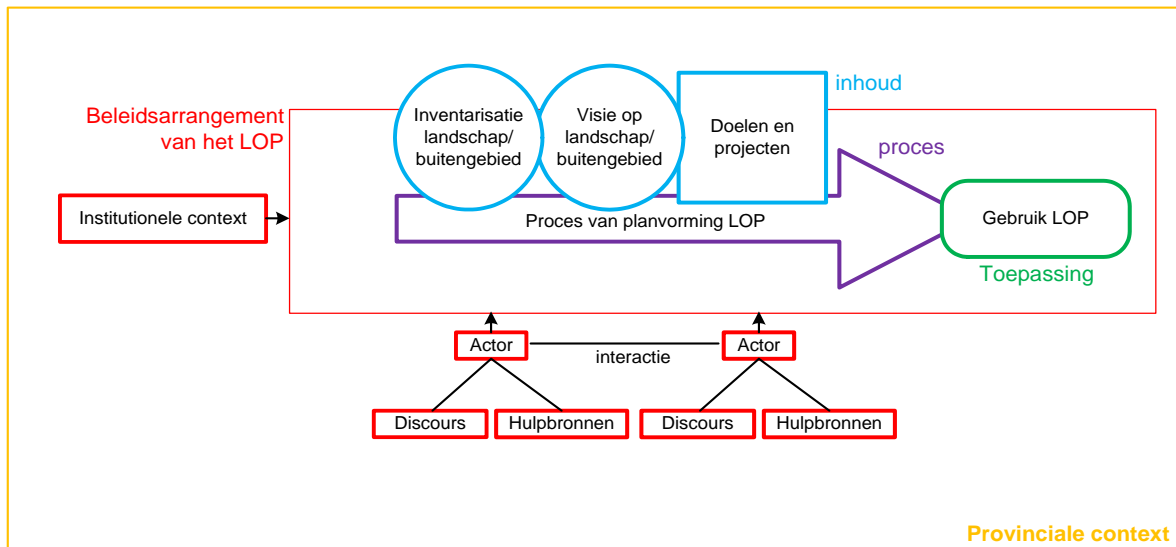 Beleidsarrangement
van het LOP
Inventarisatie
landschap/
buitengebied
Visie op
landschap/
buitengebied
Doelen en
projecten
inhoud
proces
Institutionele context
Proces van planvorming LOP
Gebruik LOP
Toepassing
Actor
interactie
Actor
Discours
Hulpbronnen
Discours
Hulpbronnen
Provinciale context